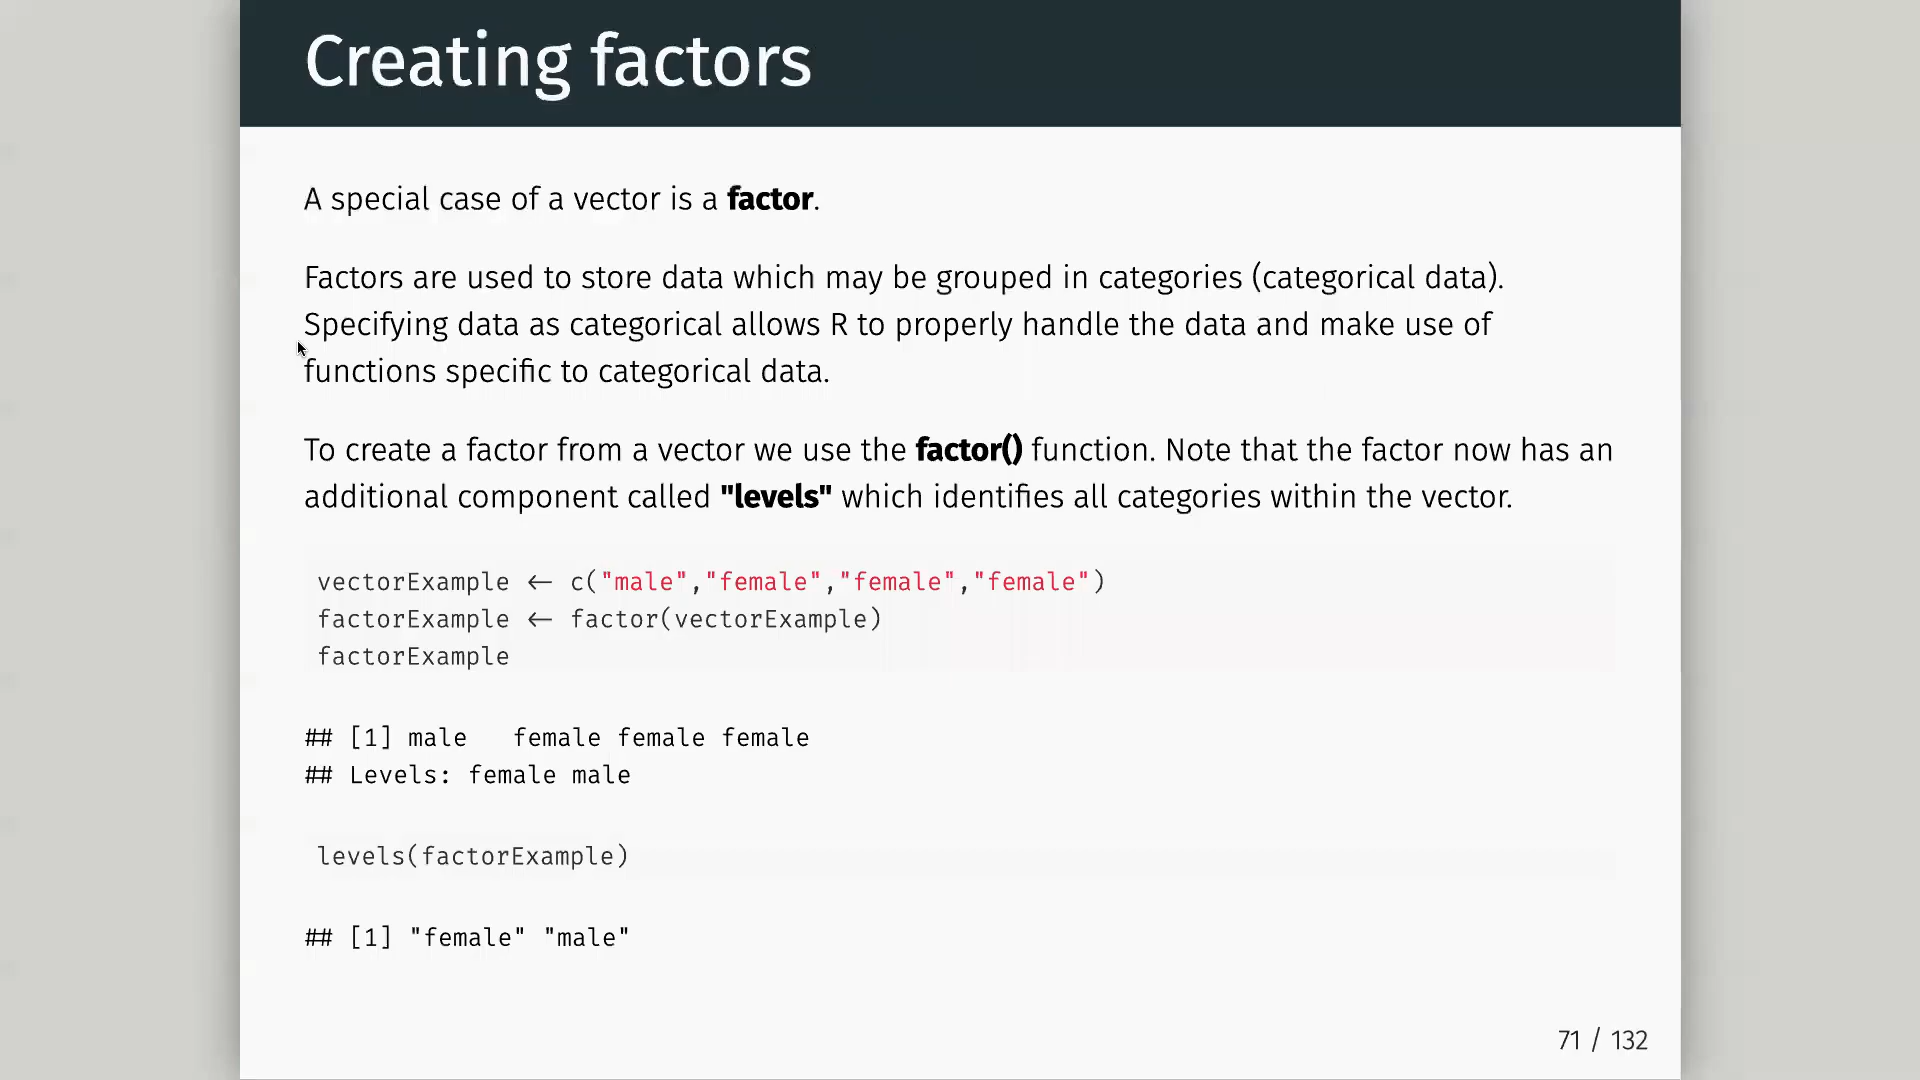 Creating factors
A special case of a vector is a factor.
Factors are used to store data which may be grouped in categories (categorical data).
Specifying data as categorical allows R to properly handle the data and make use of
functions specific to categorical data.
To create a factor from a vector we use the factor() function. Note that the factor now has an
additional component called "levels" which identifies all categories within the vector.
vectorExample <- c("male","female","female","female")
factorExample <- factor(vectorExample)
factorExample
## [1] male   female female female
## Levels: female male
levels(factorExample)
## [1] "female" "male"
71 / 132